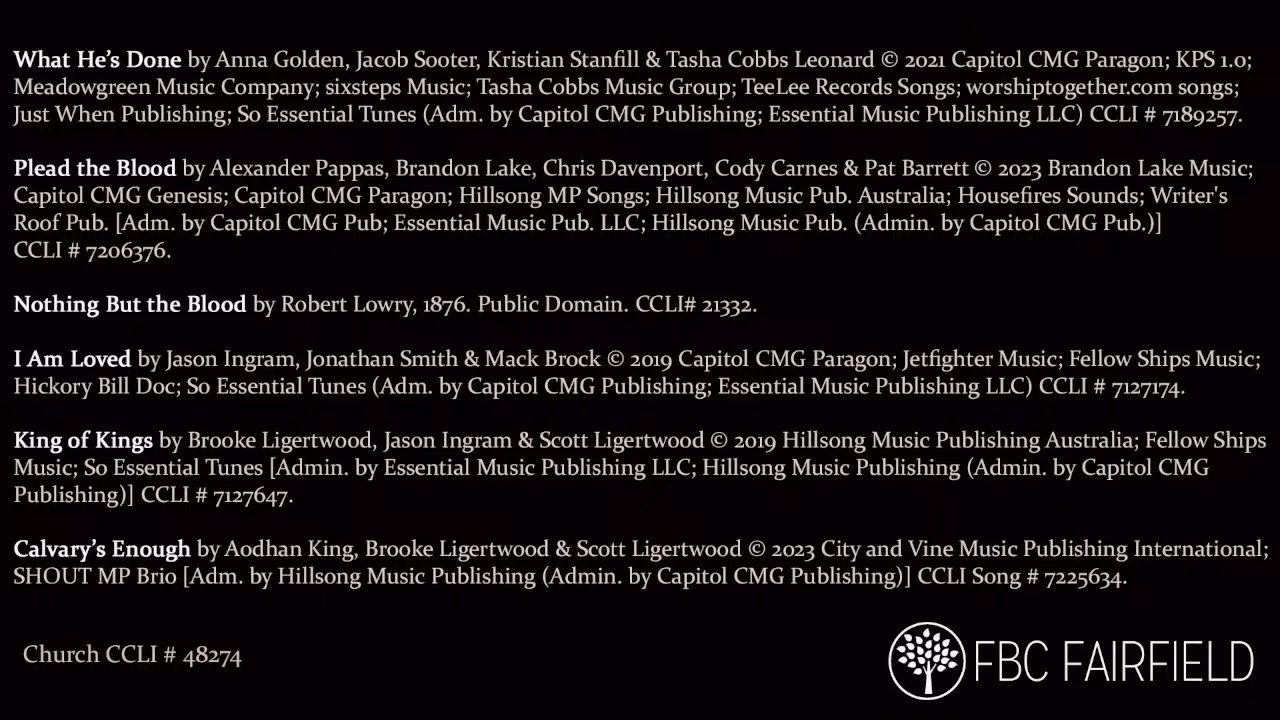 What He’s Done by Anna Golden, Jacob Sooter, Kristian Stanfill & Tasha Cobbs Leonard © 2021 Capitol CMG Paragon; KPS 1.0;
Meadowgreen Music Company; sixsteps Music; Tasha Cobbs Music Group; TeeLee Records Songs; worshiptogether.com songs;
Just When Publishing; So Essential Tunes (Adm. by Capitol CMG Publishing; Essential Music Publishing LLC) CCLI # 7189257.
Plead the Blood by Alexander Pappas, Brandon Lake, Chris Davenport, Cody Carnes & Pat Barrett © 2023 Brandon Lake Music;
Capitol CMG Genesis; Capitol CMG Paragon; Hillsong MP Songs; Hillsong Music Pub. Australia; Housefires Sounds; Writer's
Roof Pub. [Adm. by Capitol CMG Pub; Essential Music Pub. LLC; Hillsong Music Pub. (Admin. by Capitol CMG Pub.)]
CCLI # 7206376.
Nothing But the Blood by Robert Lowry, 1876. Public Domain. CCLI# 21332.
I Am Loved by Jason Ingram, Jonathan Smith & Mack Brock © 2019 Capitol CMG Paragon; Jetfighter Music; Fellow Ships Music;
Hickory Bill Doc; So Essential Tunes (Adm. by Capitol CMG Publishing; Essential Music Publishing LLC) CCLI # 7127174.
King of Kings by Brooke Ligertwood, Jason Ingram & Scott Ligertwood © 2019 Hillsong Music Publishing Australia; Fellow Ships
Music; So Essential Tunes [Admin. by Essential Music Publishing LLC; Hillsong Music Publishing (Admin. by Capitol CMG
Publishing)] CCLI # 7127647.
Calvary’s Enough by Aodhan King, Brooke Ligertwood & Scott Ligertwood © 2023 City and Vine Music Publishing International;
SHOUT MP Brio [Adm. by Hillsong Music Publishing (Admin. by Capitol CMG Publishing)] CCLI Song # 7225634.
Church CCLI # 48274
FBC FAIRFIELD